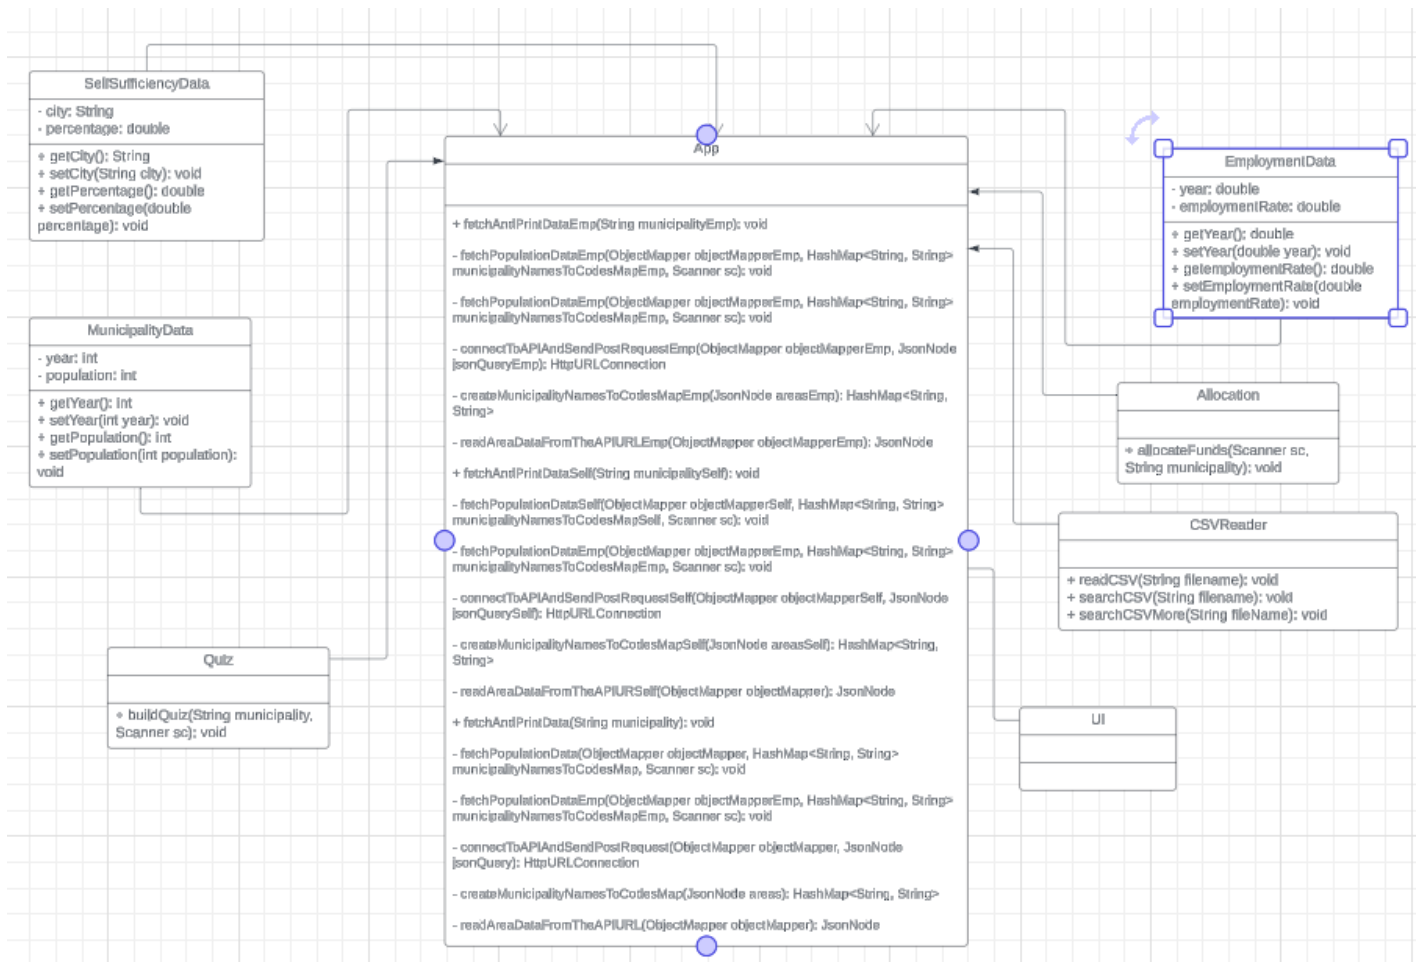 SelfSufficiencyData
- city: String
- percentage: double
+ getCity(): String
+ setCity(String city): void
+ getPercentage(): double
+ setPercentage(double
percentage): void
MunicipalityData
- year: int
- population: int
+ getYear(): int
+ setYear(int year): void
+ getPopulation(): int
+ setPopulation(int population):
void
Quiz
+ buildQuiz(String municipality,
Scanner sc): void
App
+ fetchAndPrintDataEmp(String municipalityEmp): void
- fetchPopulationDataEmp(ObjectMapper objectMapperEmp, HashMap<String, String>
municipalityNamesToCodesMapEmp, Scanner sc): void
- fetchPopulationDataEmp(ObjectMapper objectMapperEmp, HashMap<String, String>
municipalityNamesToCodesMapEmp, Scanner sc): void
- connectToAPIAndSendPostRequestEmp(ObjectMapper objectMapperEmp, JsonNode
jsonQueryEmp): HttpURLConnection
- createMunicipalityNamesToCodesMapEmp(JsonNode areasEmp): HashMap<String,
String>
- readAreaDataFromTheAPIURLEmp(ObjectMapper objectMapperEmp): JsonNode
+ fetchAndPrintDataSelf(String municipalitySelf): void
- fetchPopulationDataSelf(ObjectMapper objectMapperSelf, HashMap<String, String>
municipalityNamesToCodesMapSelf, Scanner sc): void
- fetchPopulationDataEmp(ObjectMapper objectMapperEmp, HashMap<String, String>
municipalityNamesToCodesMapEmp, Scanner sc): void
- connectToAPIAndSendPostRequestSelf(ObjectMapper objectMapperSelf, JsonNode
jsonQuerySelf): HttpURLConnection
- createMunicipalityNamesToCodesMapSelf(JsonNode areasSelf): HashMap<String,
String>
- readAreaDataFromTheAPIURSelf(ObjectMapper objectMapper): JsonNode
+ fetchAndPrintData(String municipality): void
- fetchPopulationData(ObjectMapper objectMapper, HashMap<String, String>
municipalityNamesToCodesMap, Scanner sc): void
- fetchPopulationDataEmp(ObjectMapper objectMapperEmp, HashMap<String, String>
municipalityNamesToCodesMapEmp, Scanner sc): void
- connectToAPIAndSendPostRequest(ObjectMapper objectMapper, JsonNode
jsonQuery): HttpURLConnection
- createMunicipalityNamesToCodesMap(JsonNode areas): HashMap<String, String>
- readAreaDataFromTheAPIURL(ObjectMapper objectMapper): JsonNode
EmploymentData
- year: double
- employmentRate: double
+ getYear(): double
+ setYear(double year): void
+ getemploymentRate(): double
+ setEmploymentRate(double
employmentRate): void
Allocation
+ allocateFunds(Scanner sc,
String municipality): void
CSVReader
+ readCSV(String filename): void
+ searchCSV(String filename): void
+ searchCSVMore(String fileName): void
UI